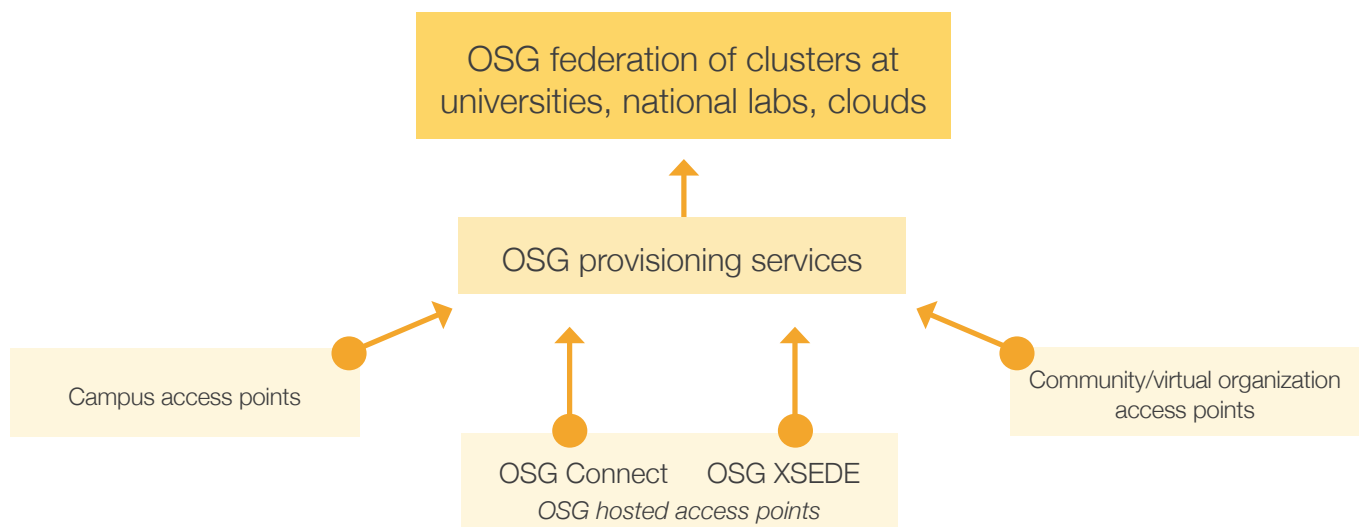 OSG federation of clusters at
universities, national labs, clouds
OSG provisioning services
Campus access points
Community/virtual organization
access points
OSG Connect OSG XSEDE
OSG hosted access points